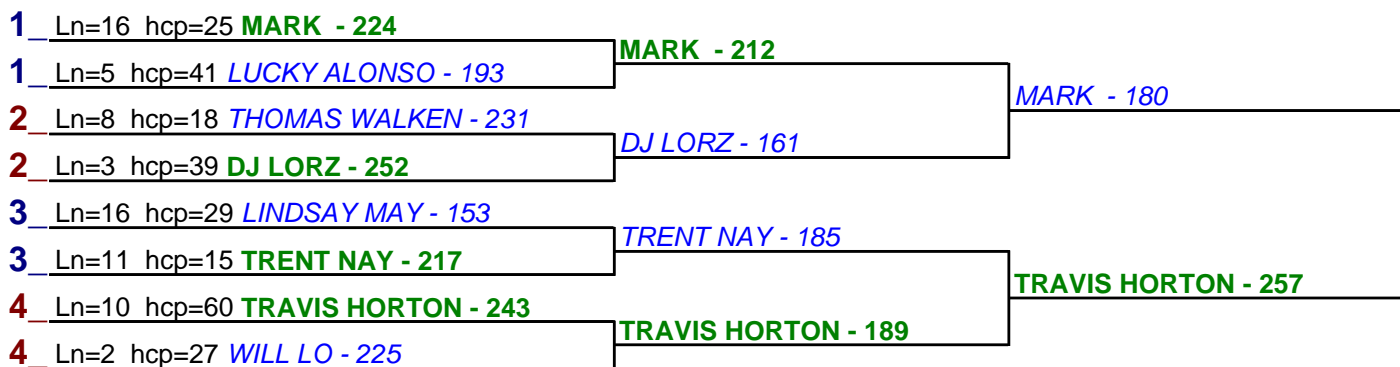 1_ Ln=16 hcp=25 MARK - 224
MARK - 212
1_ Ln=5 hcp=41 LUCKY ALONSO - 193
MARK - 180
2_ Ln=8 hcp=18 THOMAS WALKEN - 231
DJ LORZ - 161
2_ Ln=3 hcp=39 DJ LORZ - 252
3_ Ln=16 hcp=29 LINDSAY MAY - 153
TRENT NAY - 185
3_ Ln=11 hcp=15 TRENT NAY - 217
TRAVIS HORTON - 257
4_ Ln=10 hcp=60 TRAVIS HORTON - 243
TRAVIS HORTON - 189
4_ Ln=2 hcp=27 WILL LO - 225